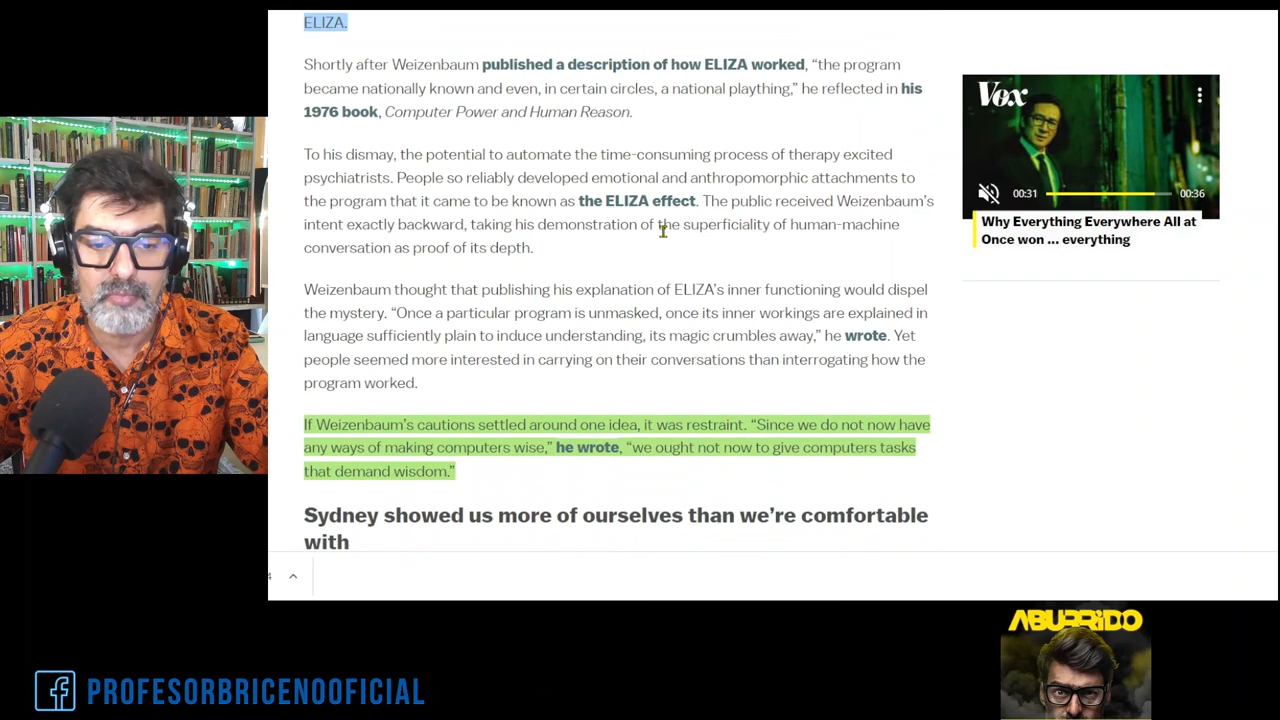 ELIZA.
Shortly after Weizenbaum published a description of how ELIZA worked, “the program
became nationally known and even, in certain circles, a national plaything,” he reflected in his
1976 book, Computer Power and Human Reason.
To his dismay, the potential to automate the time-consuming process of therapy excited
psychiatrists. People so reliably developed emotional and anthropomorphic attachments to
the program that it came to be known as the ELIZA effect. The public received Weizenbaum’s
intent exactly backward, taking his demonstration of the superficiality of human-machine
conversation as proof of its depth.
Weizenbaum thought that publishing his explanation of ELIZA’s inner functioning would dispel
the mystery. “Once a particular program is unmasked, once its inner workings are explained in
language sufficiently plain to induce understanding, its magic crumbles away,” he wrote. Yet
people seemed more interested in carrying on their conversations than interrogating how the
program worked.
If Weizenbaum’s cautions settled around one idea, it was restraint. “Since we do not now have
any ways of making computers wise,” he wrote, “we ought not now to give computers tasks
that demand wisdom.”
Sydney showed us more of ourselves than we’re comfortable
with
Vox
00:31
00:36
Why Everything Everywhere All at
Once won ... everything
ABURRIDO
PROFESORBRICENOOFICIAL